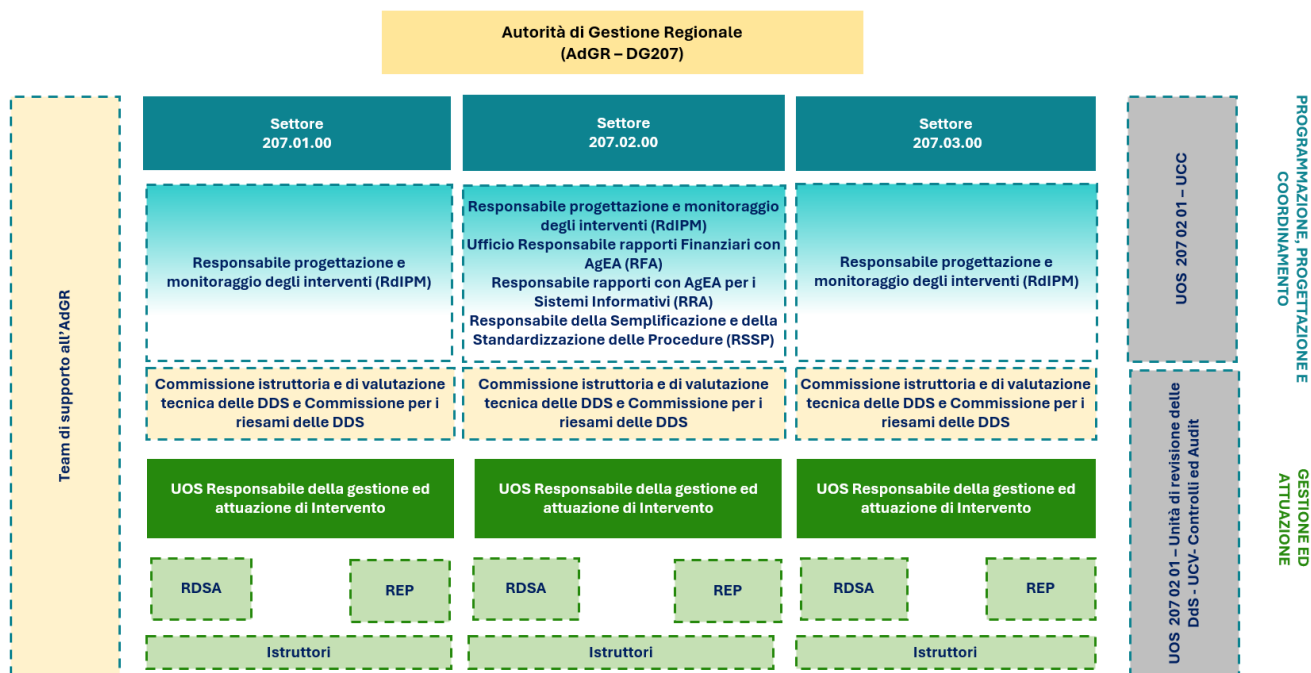 Autorità di Gestione Regionale
(AdGR – DG207)
Team di supporto all'AdGR
Settore
207.01.00
Settore
207.02.00
Settore
207.03.00
Responsabile progettazione e
monitoraggio degli interventi (RdIPM)
Responsabile progettazione e monitoraggio
degli interventi (RdIPM)
Ufficio Responsabile rapporti Finanziari con
AgEA (RFA)
Responsabile rapporti con AgEA per i
Sistemi Informativi (RRA)
Responsabile della Semplificazione e della
Standardizzazione delle Procedure (RSSP)
Responsabile progettazione e
monitoraggio degli interventi (RdIPM)
Commissione istruttoria e di valutazione
tecnica delle DDS e Commissione per i
riesami delle DDS
Commissione istruttoria e di valutazione
tecnica delle DDS e Commissione per i
riesami delle DDS
Commissione istruttoria e di valutazione
tecnica delle DDS e Commissione per i
riesami delle DDS
UOS Responsabile della gestione ed
attuazione di Intervento
UOS Responsabile della gestione ed
attuazione di Intervento
UOS Responsabile della gestione ed
attuazione di Intervento
RDSA
REP
RDSA
REP
RDSA
REP
Istruttori
Istruttori
Istruttori
UOS 207 02 01 – UCC
UOS 207 02 01 – Unità di revisione delle
DdS - UCV- Controlli ed Audit
PROGRAMMAZIONE, PROGETTAZIONE E
COORDINAMENTO
GESTIONE ED
ATTUAZIONE